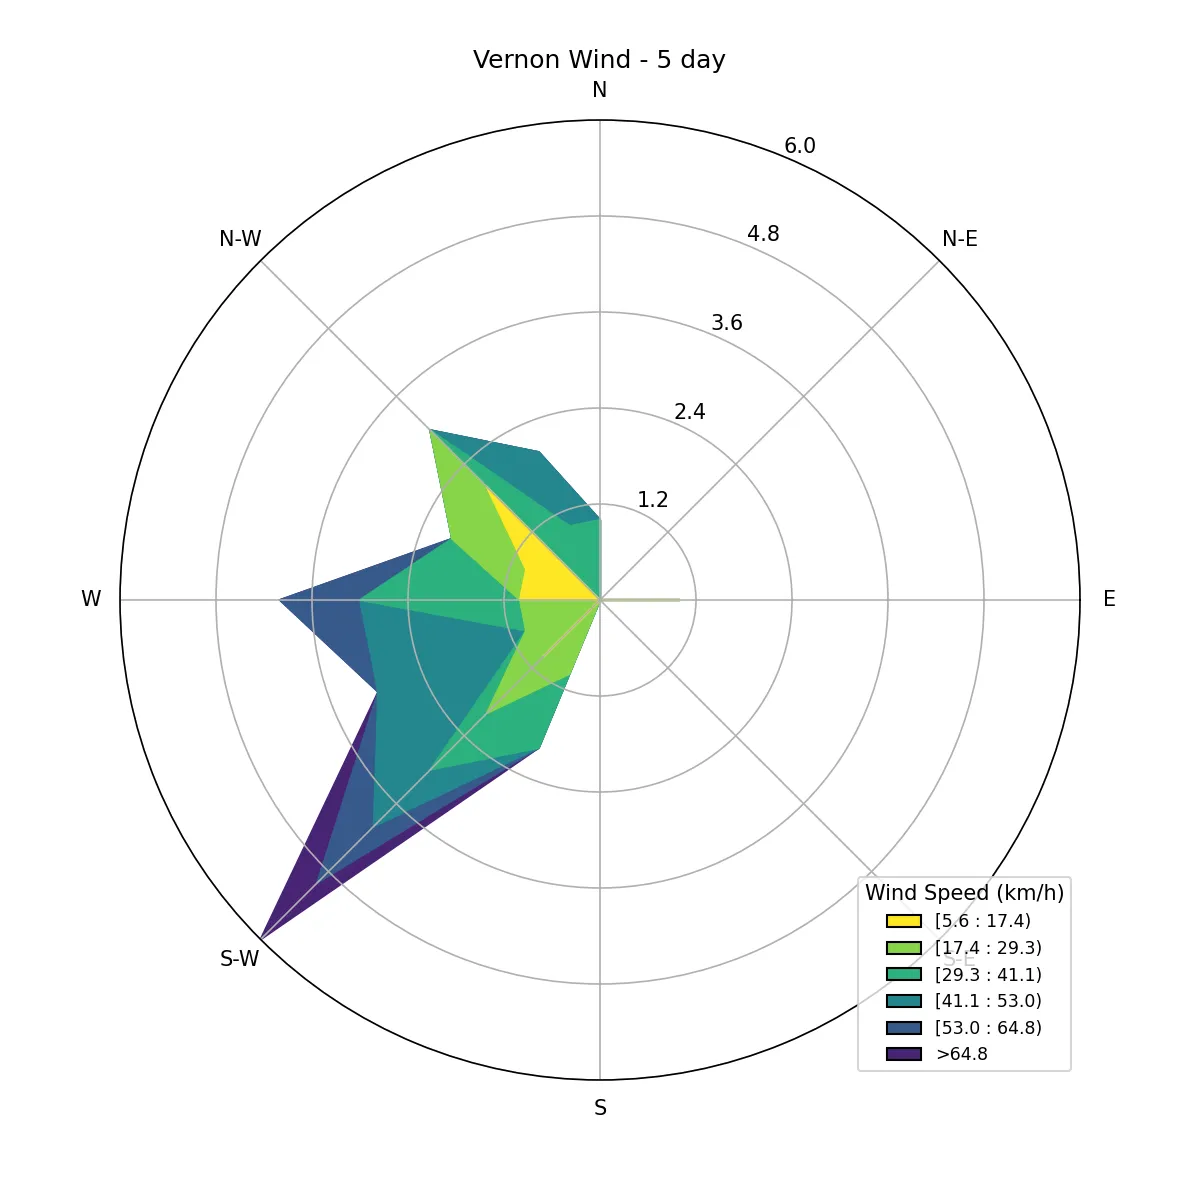 Vernon Wind - 5 day
N
6.0
4.8
N-W
N-E
3.6
2.4
1.2
W
E
Wind Speed (km/h)
[5.6 : 17.4)
[17.4 : 29.3)
[29.3 : 41.1)
[41.1 : 53.0)
[53.0 : 64.8)
>64.8
S-W
S-E
S